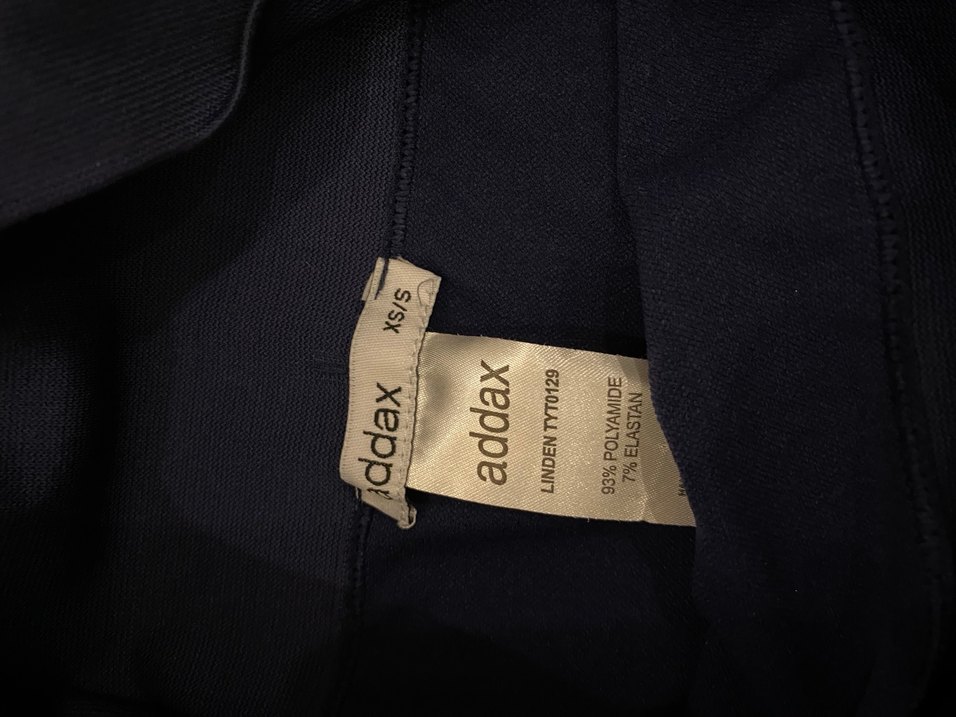 addax
XS/S
addax
LINDEN TYT0129
93% POLYAMIDE
7% ELASTAN